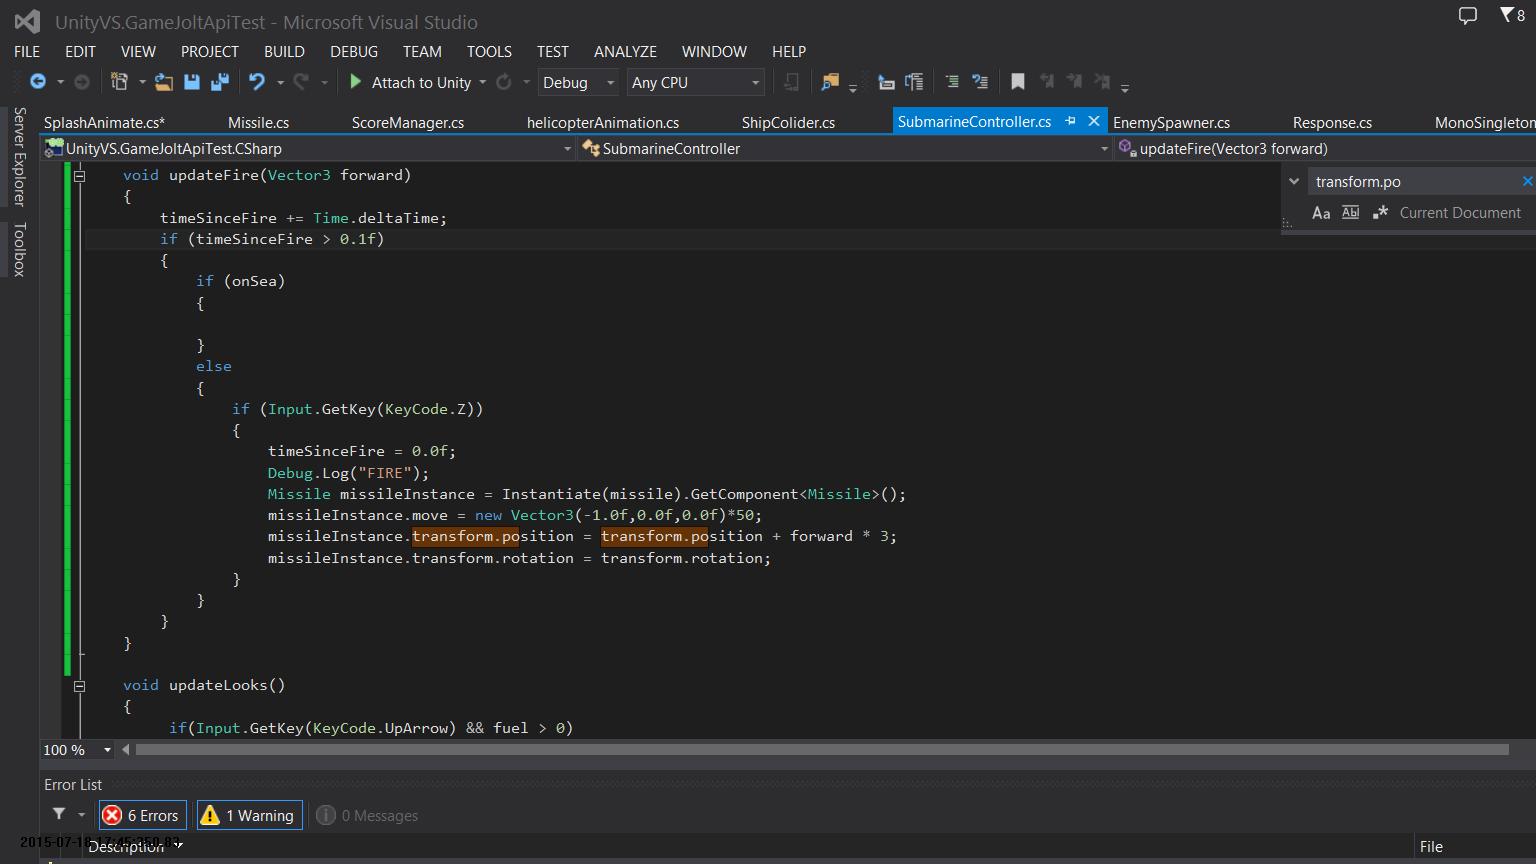 UnityVS.GameJoltApiTest - Microsoft Visual Studio
8
FILE EDIT VIEW PROJECT BUILD DEBUG TEAM TOOLS TEST ANALYZE WINDOW HELP
Attach to Unity Debug Any CPU
Server Explorer
Toolbox
SplashAnimate.cs* Missile.cs ScoreManager.cs helicopterAnimation.cs ShipColider.cs SubmarineController.cs EnemySpawner.cs Response.cs MonoSingleton
UnityVS.GameJoltApiTest.CSharp SubmarineController updateFire(Vector3 forward)
transform.po
Aa Abl .* Current Document
void updateFire(Vector3 forward)
{
timeSinceFire += Time.deltaTime;
if (timeSinceFire > 0.1f)
{
if (onSea)
{
}
else
{
if (Input.GetKey(KeyCode.Z))
{
timeSinceFire = 0.0f;
Debug.Log("FIRE");
Missile missileInstance = Instantiate(missile).GetComponent<Missile>();
missileInstance.move = new Vector3(-1.0f,0.0f,0.0f)*50;
missileInstance.transform.position = transform.position + forward * 3;
missileInstance.transform.rotation = transform.rotation;
}
}
}
}
void updateLooks()
{
if(Input.GetKey(KeyCode.UpArrow) && fuel > 0)
100 %
Error List
6 Errors 1 Warning 0 Messages
Description File